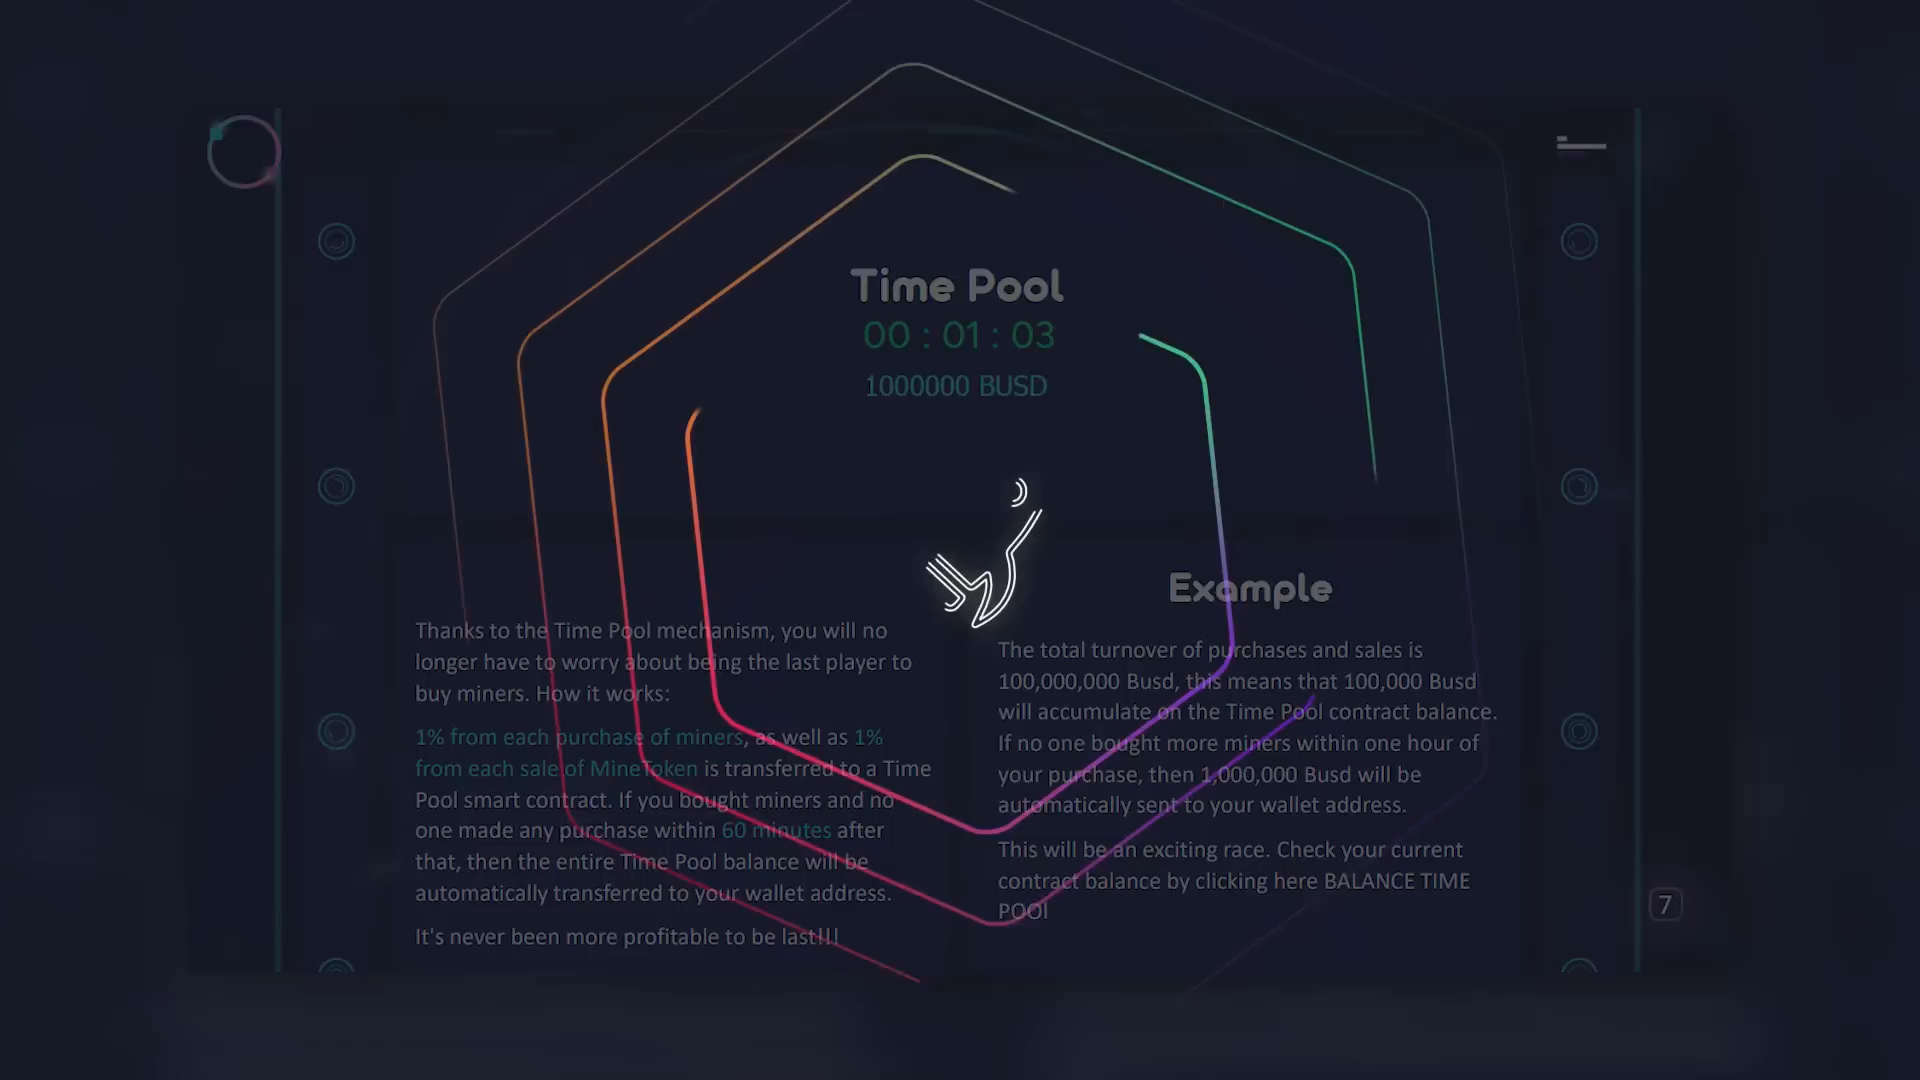 Time Pool
00 : 01 : 03
1000000 BUSD
Thanks to the Time Pool mechanism, you will no
longer have to worry about being the last player to
buy miners. How it works:
1% from each purchase of miners, as well as 1%
from each sale of MineToken is transferred to a Time
Pool smart contract. If you bought miners and no
one made any purchase within 60 minutes after
that, then the entire Time Pool balance will be
automatically transferred to your wallet address.
It's never been more profitable to be last!!!
Example
The total turnover of purchases and sales is
100,000,000 Busd, this means that 100,000 Busd
will accumulate on the Time Pool contract balance.
If no one bought more miners within one hour of
your purchase, then 1,000,000 Busd will be
automatically sent to your wallet address.
This will be an exciting race. Check your current
contract balance by clicking here BALANCE TIME
POOl
7